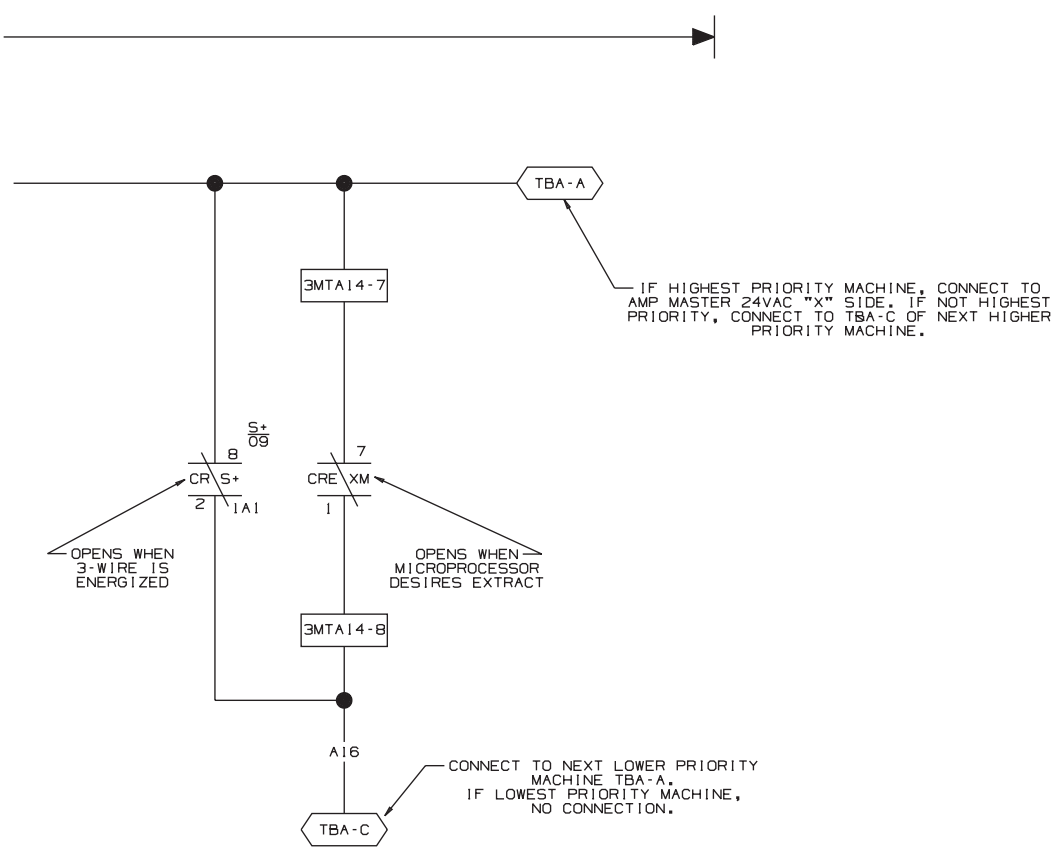 TBA-A
3MTA14-7
IF HIGHEST PRIORITY MACHINE, CONNECT TO
AMP MASTER 24VAC "X" SIDE. IF NOT HIGHEST
PRIORITY, CONNECT TO TBA-C OF NEXT HIGHER
PRIORITY MACHINE.
S+
09
8
7
CR S+
CRE XM
2
1A1
1
OPENS WHEN
3-WIRE IS
ENERGIZED
OPENS WHEN
MICROPROCESSOR
DESIRES EXTRACT
3MTA14-8
A16
CONNECT TO NEXT LOWER PRIORITY
MACHINE TBA-A.
IF LOWEST PRIORITY MACHINE,
NO CONNECTION.
TBA-C